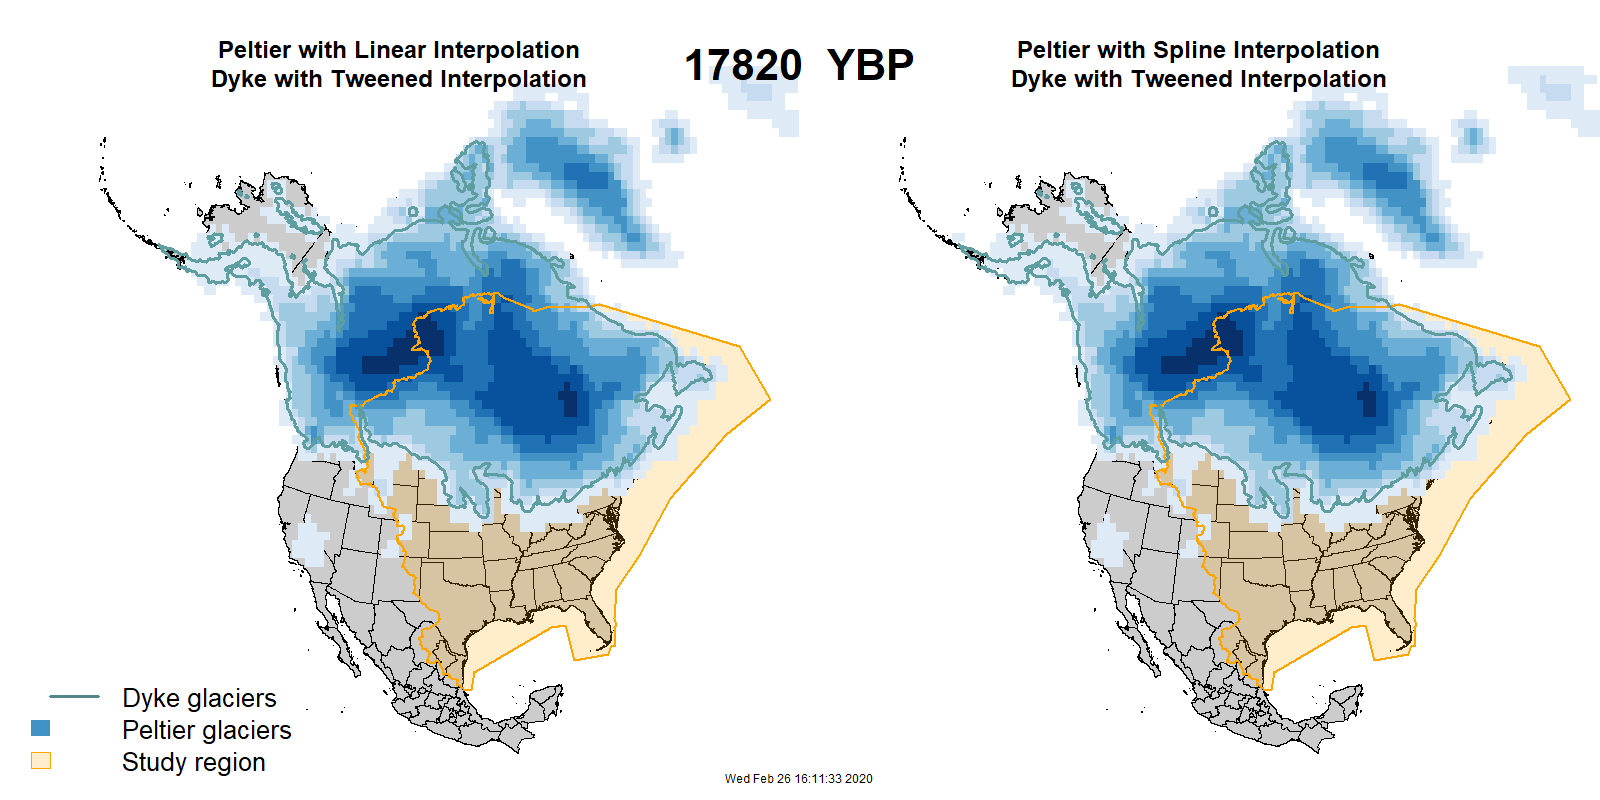 Peltier with Linear Interpolation
Dyke with Tweened Interpolation
17820 YBP
Peltier with Spline Interpolation
Dyke with Tweened Interpolation
Dyke glaciers
Peltier glaciers
Study region
Wed Feb 26 16:11:33 2020